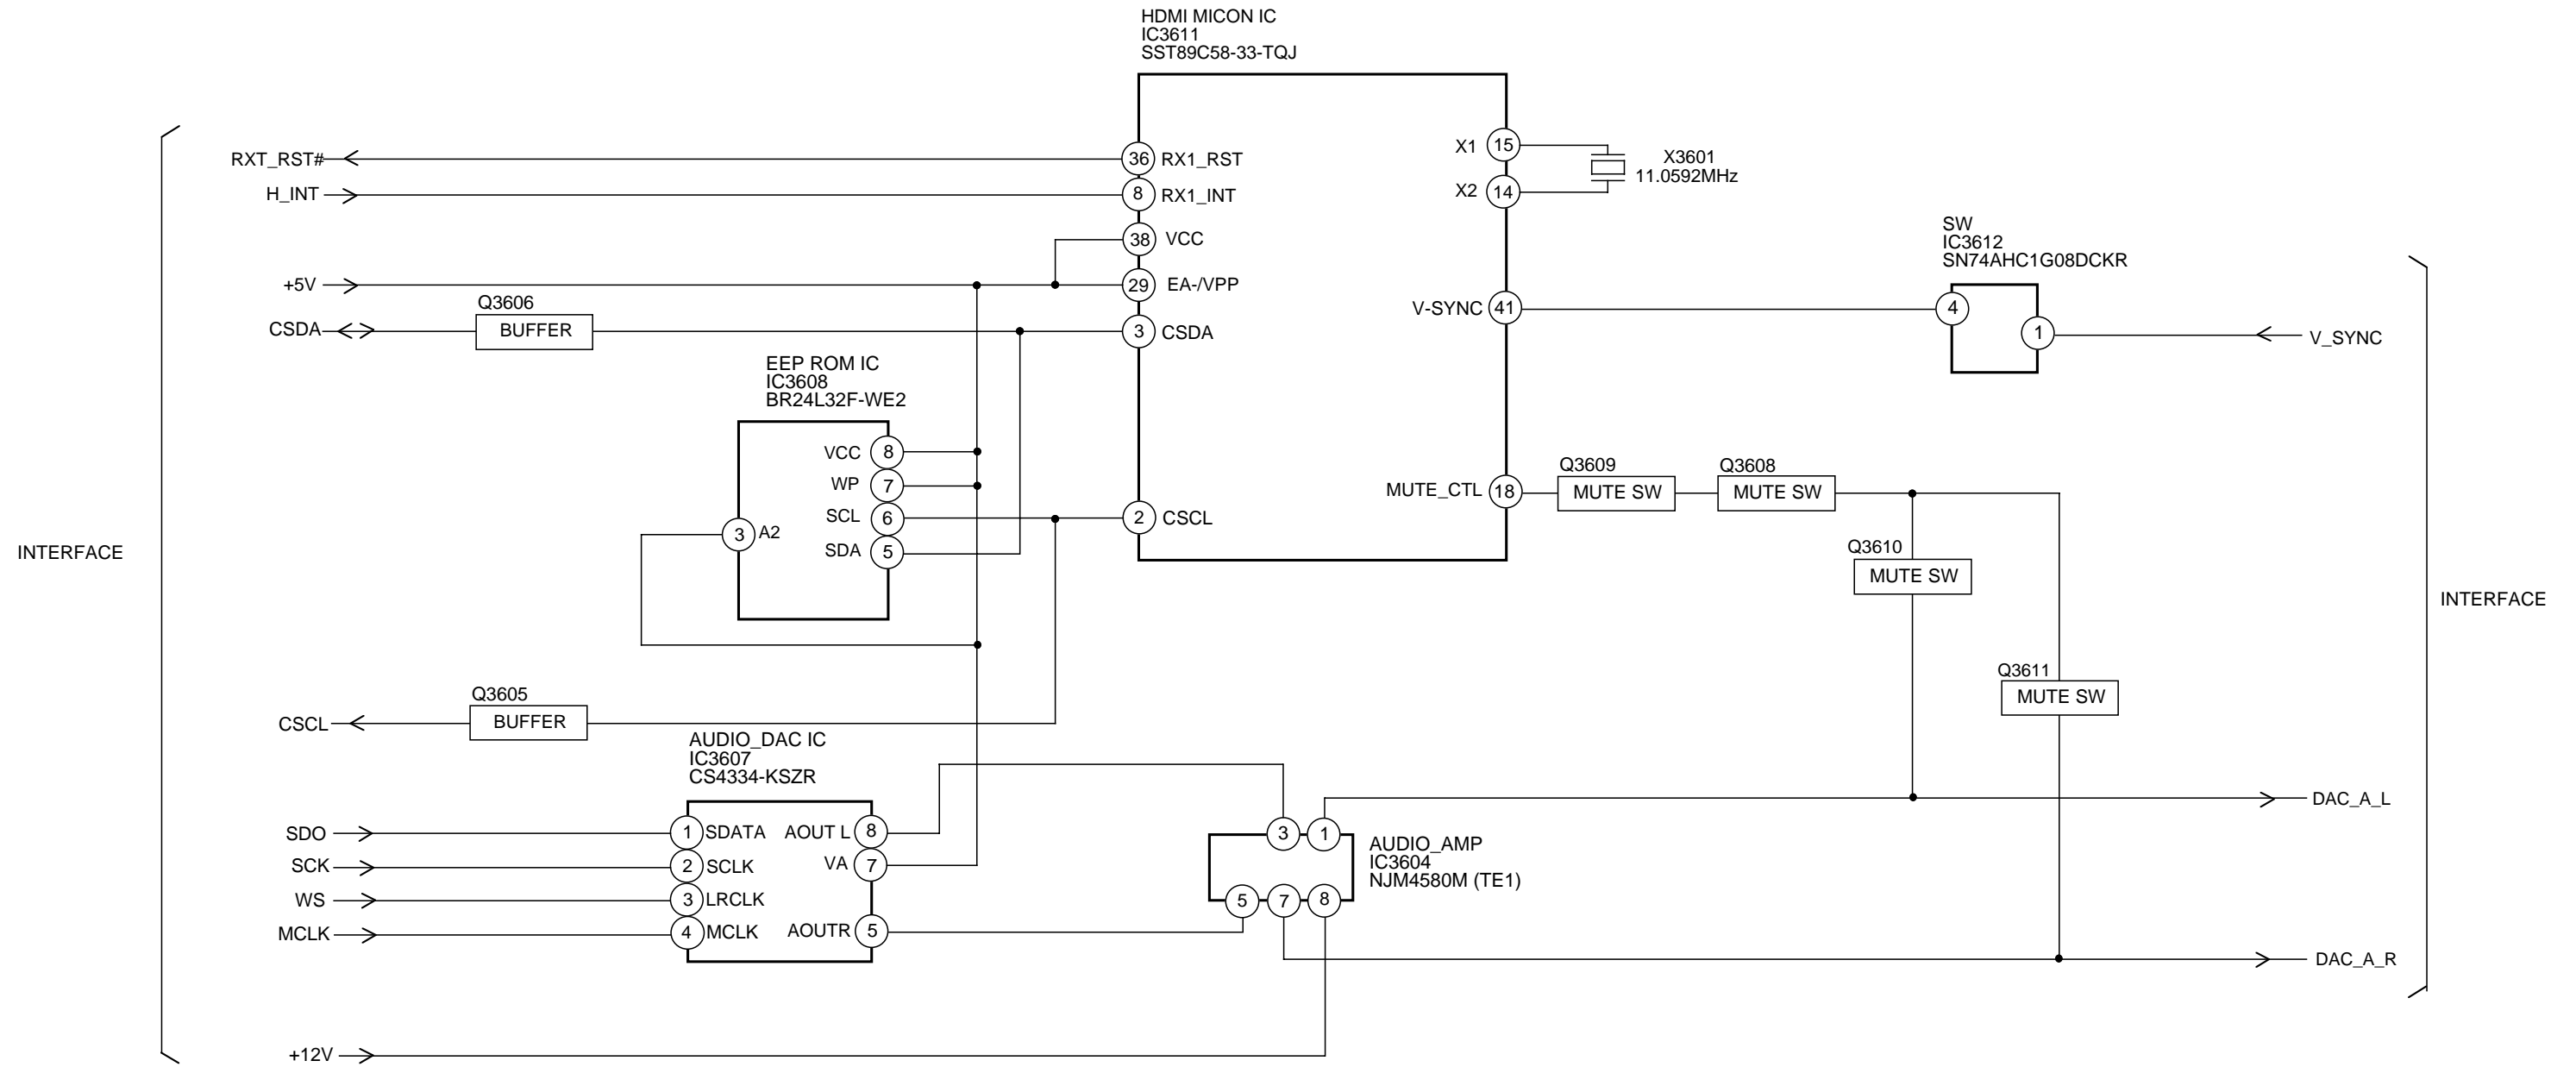 HDMI MICON IC
IC3611
SST89C58-33-TQJ
RXT_RST#
36 RX1_RST
X1 15
X3601
11.0592MHz
H_INT
8 RX1_INT
X2 14
38 VCC
SW
IC3612
SN74AHC1G08DCKR
+5V
29 EA-/VPP
Q3606
CSDA
BUFFER
3 CSDA
V-SYNC 41
4
1
V_SYNC
EEP ROM IC
IC3608
BR24L32F-WE2
VCC 8
WP 7
SCL 6
SDA 5
3 A2
2 CSCL
MUTE_CTL 18
Q3609
MUTE SW
Q3608
MUTE SW
Q3610
MUTE SW
Q3611
MUTE SW
INTERFACE
INTERFACE
Q3605
CSCL
BUFFER
AUDIO_DAC IC
IC3607
CS4334-KSZR
SDO
1 SDATA
AOUT L 8
SCK
2 SCLK
VA 7
WS
3 LRCLK
MCLK
4 MCLK
AOUTR 5
3 1
AUDIO_AMP
IC3604
NJM4580M (TE1)
5 7 8
DAC_A_L
DAC_A_R
+12V